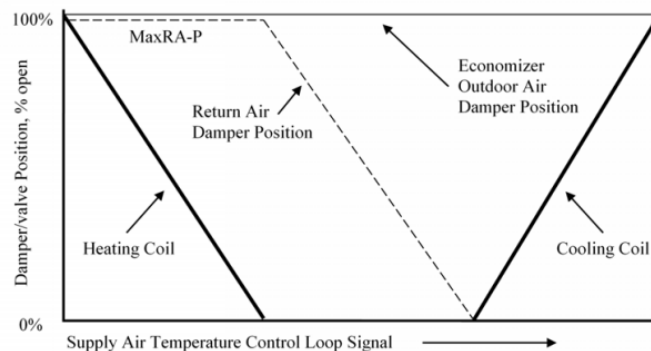 100%
MaxRA-P
Economizer
Outdoor Air
Damper Position
Return Air
Damper Position
Damper/valve Position, % open
Heating Coil
Cooling Coil
0%
Supply Air Temperature Control Loop Signal